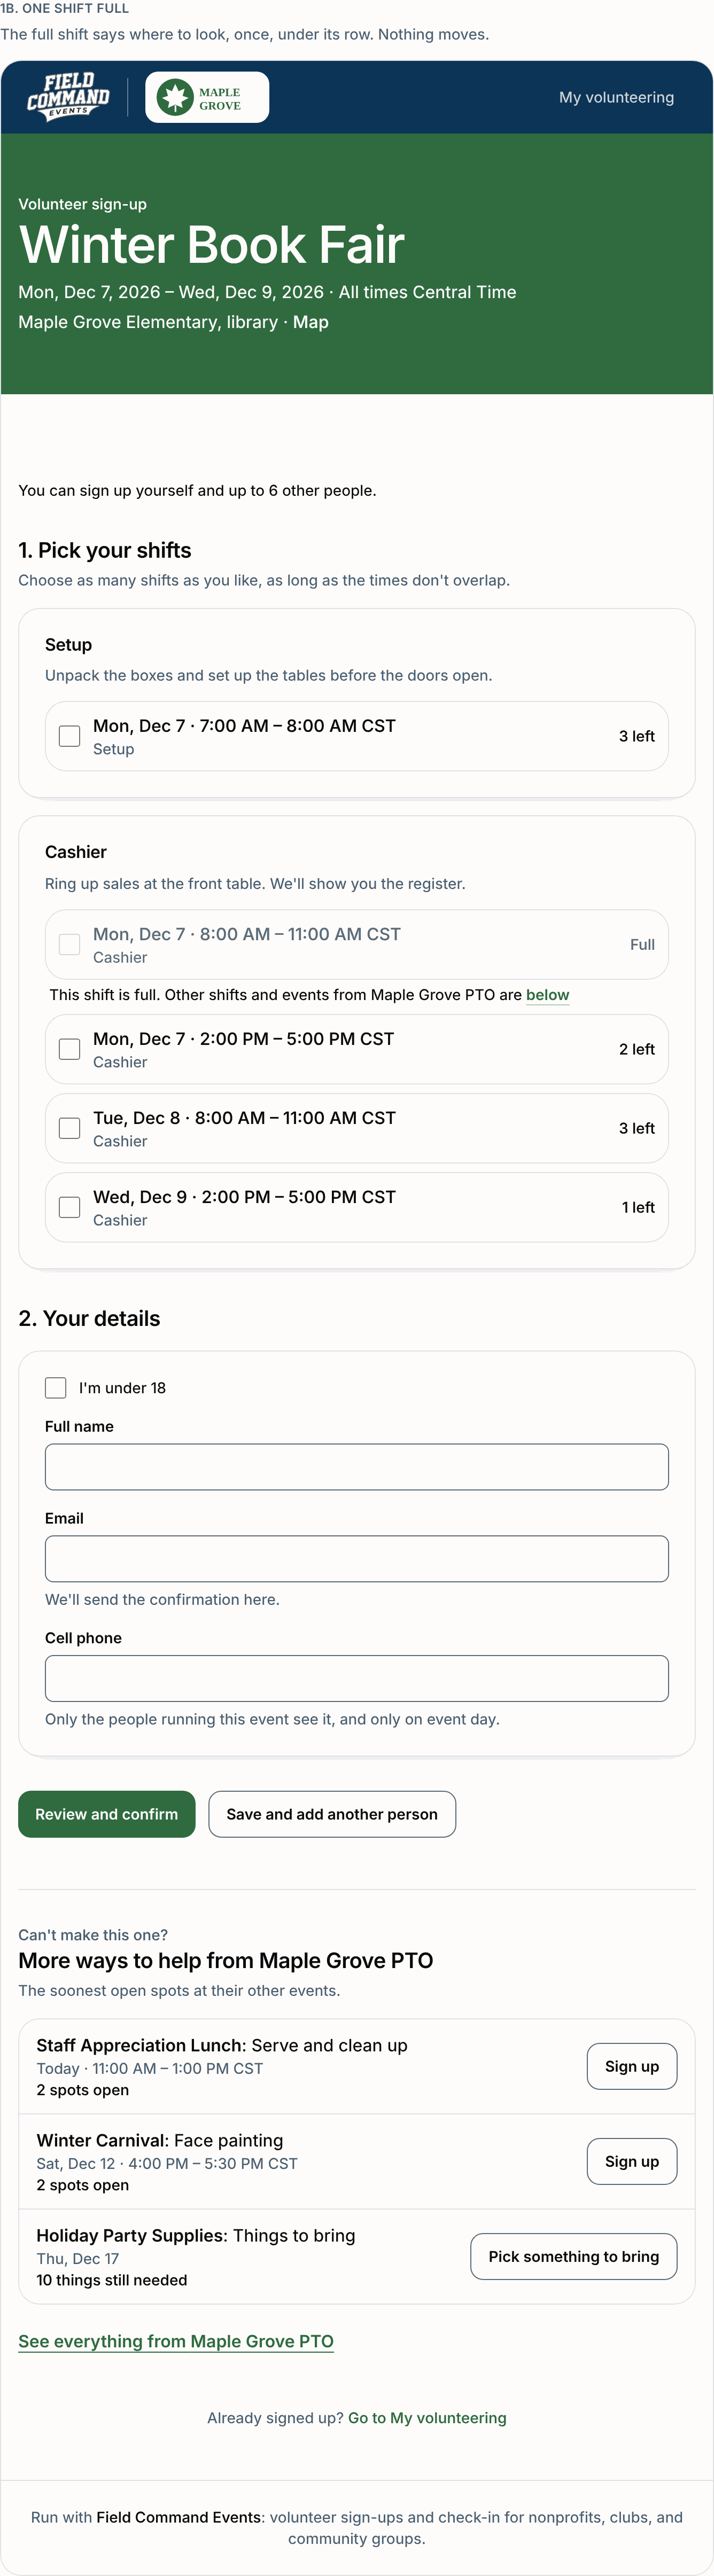 1B. ONE SHIFT FULL
The full shift says where to look, once, under its row. Nothing moves.
FIELD
COMMAND
EVENTS
MAPLE
GROVE
My volunteering
Volunteer sign-up
Winter Book Fair
Mon, Dec 7, 2026 – Wed, Dec 9, 2026 · All times Central Time
Maple Grove Elementary, library · Map
You can sign up yourself and up to 6 other people.
1. Pick your shifts
Choose as many shifts as you like, as long as the times don't overlap.
Setup
Unpack the boxes and set up the tables before the doors open.
Mon, Dec 7 · 7:00 AM – 8:00 AM CST
Setup
3 left
Cashier
Ring up sales at the front table. We'll show you the register.
Mon, Dec 7 · 8:00 AM – 11:00 AM CST
Cashier
Full
This shift is full. Other shifts and events from Maple Grove PTO are below
Mon, Dec 7 · 2:00 PM – 5:00 PM CST
Cashier
2 left
Tue, Dec 8 · 8:00 AM – 11:00 AM CST
Cashier
3 left
Wed, Dec 9 · 2:00 PM – 5:00 PM CST
Cashier
1 left
2. Your details
I'm under 18
Full name
Email
We'll send the confirmation here.
Cell phone
Only the people running this event see it, and only on event day.
Review and confirm
Save and add another person
Can't make this one?
More ways to help from Maple Grove PTO
The soonest open spots at their other events.
Staff Appreciation Lunch: Serve and clean up
Today · 11:00 AM – 1:00 PM CST
2 spots open
Sign up
Winter Carnival: Face painting
Sat, Dec 12 · 4:00 PM – 5:30 PM CST
2 spots open
Sign up
Holiday Party Supplies: Things to bring
Thu, Dec 17
10 things still needed
Pick something to bring
See everything from Maple Grove PTO
Already signed up? Go to My volunteering
Run with Field Command Events: volunteer sign-ups and check-in for nonprofits, clubs, and
community groups.